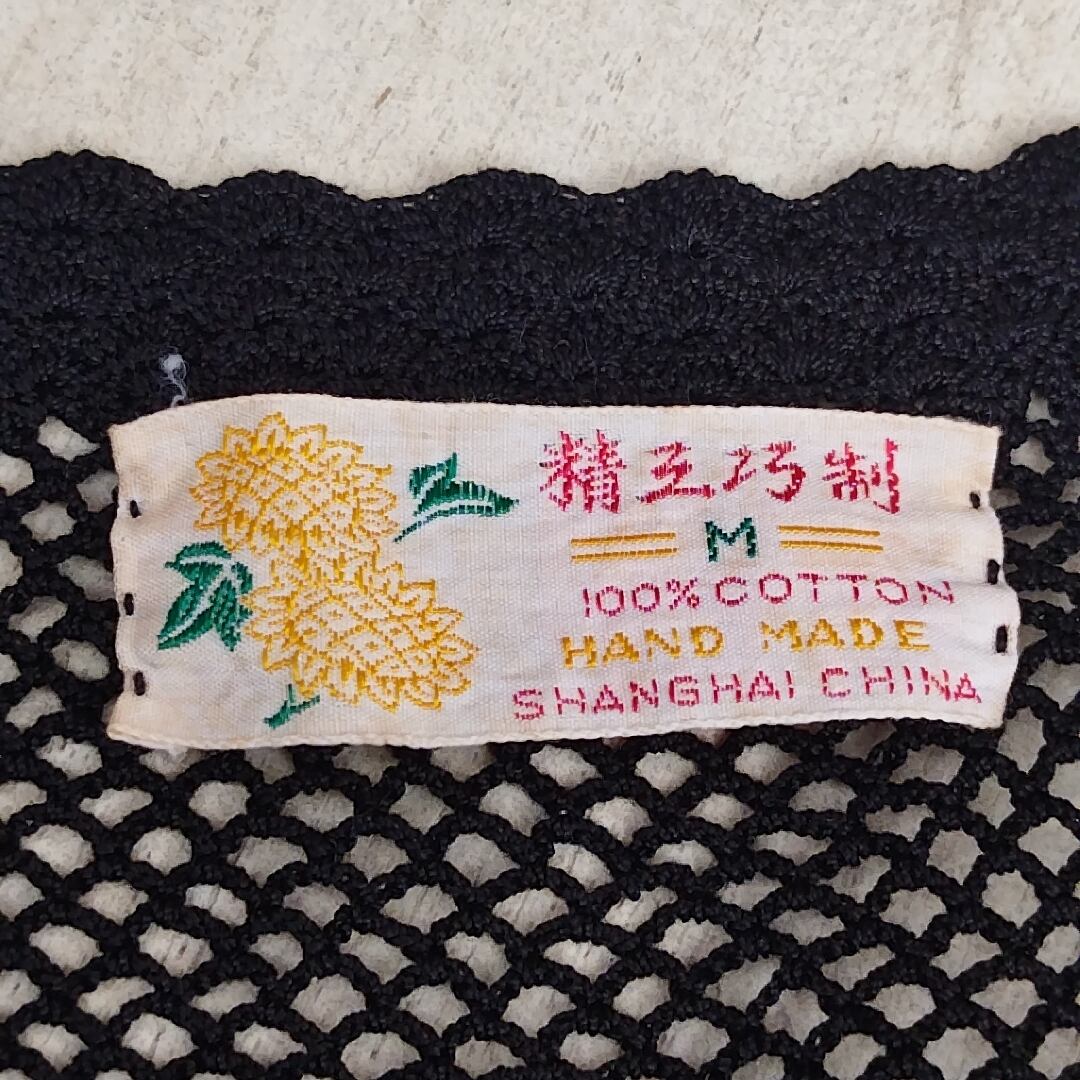 精工巧制
M
100% COTTON
HAND MADE
SHANGHAI CHINA